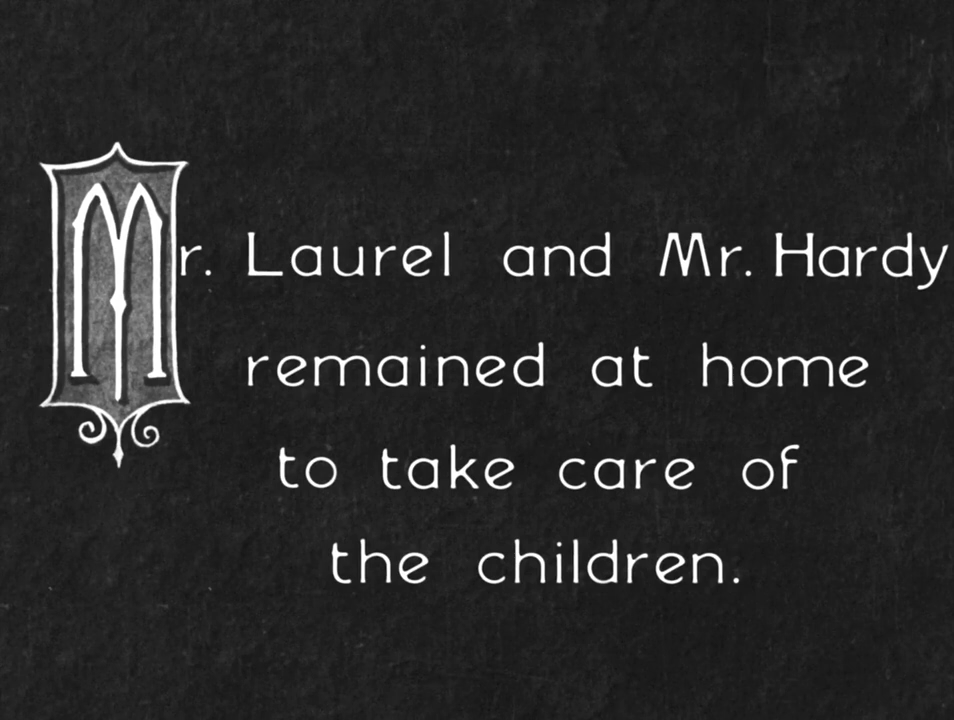 Mr. Laurel and Mr. Hardy
remained at home
to take care of
the children.